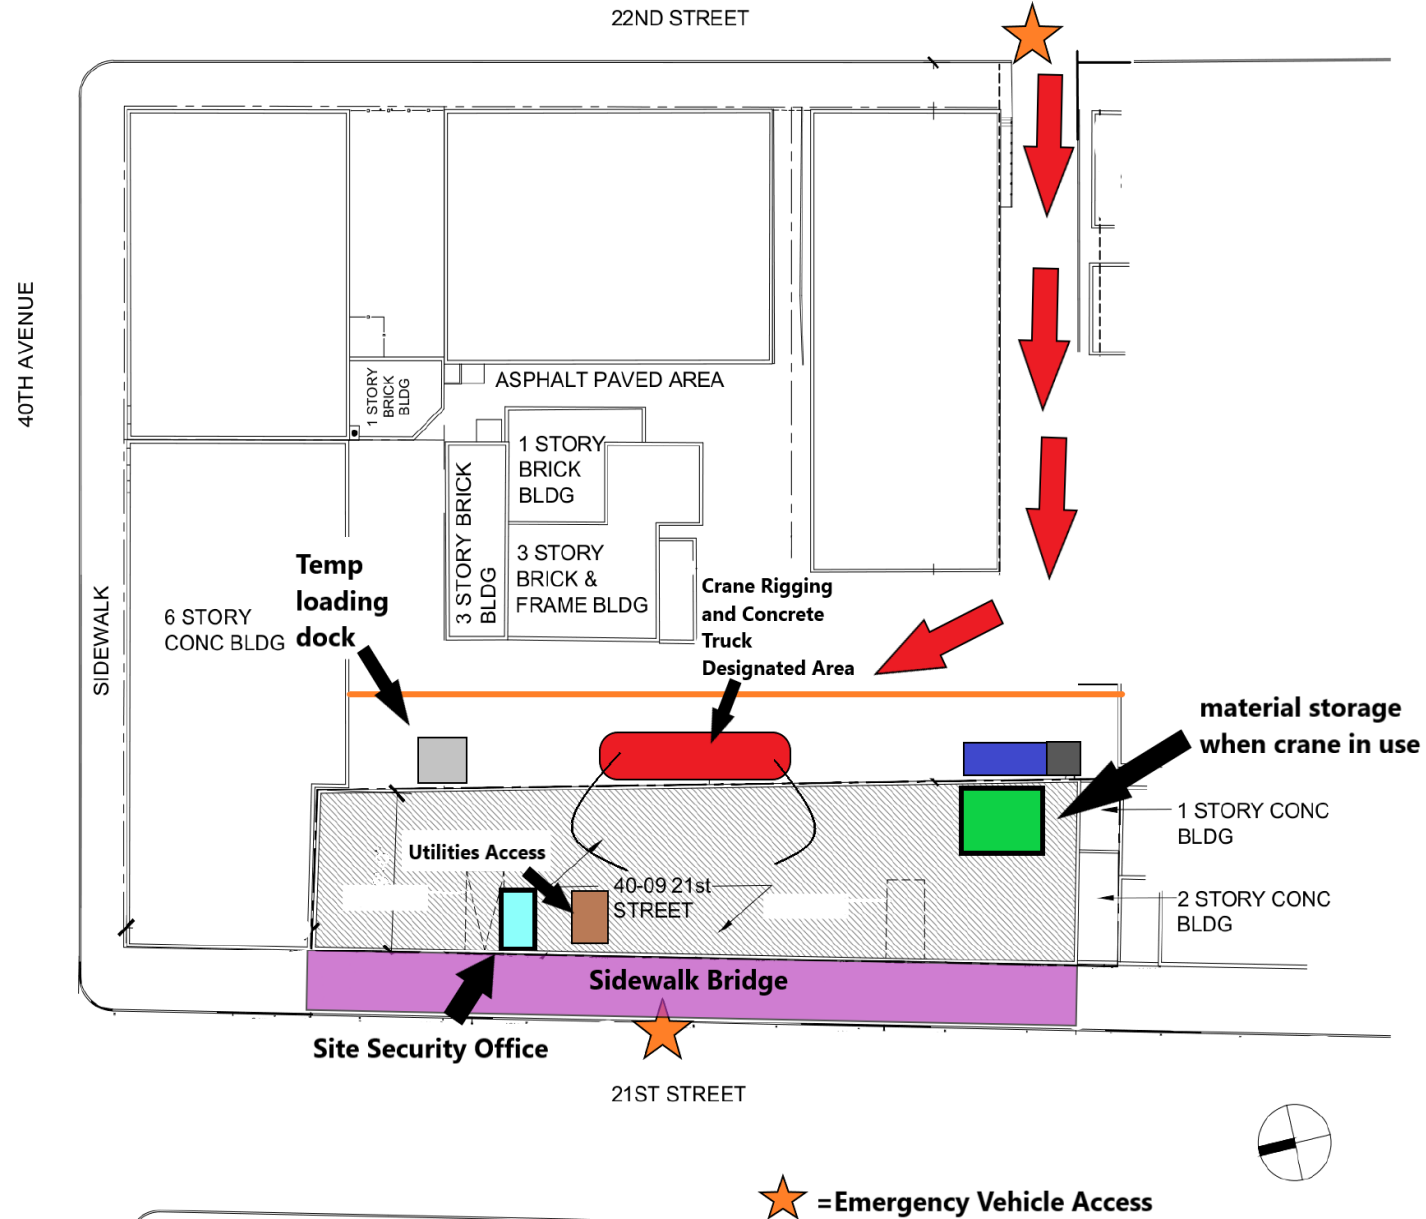 22ND STREET
40TH AVENUE
SIDEWALK
1 STORY
BRICK
BLDG
ASPHALT PAVED AREA
1 STORY
BRICK
BLDG
3 STORY BRICK
BLDG
3 STORY
BRICK &
FRAME BLDG
Temp
loading
dock
6 STORY
CONC BLDG
Crane Rigging
and Concrete
Truck
Designated Area
material storage
when crane in use
1 STORY CONC
BLDG
Utilities Access
40-09 21st
STREET
2 STORY CONC
BLDG
Sidewalk Bridge
Site Security Office
21ST STREET
=Emergency Vehicle Access